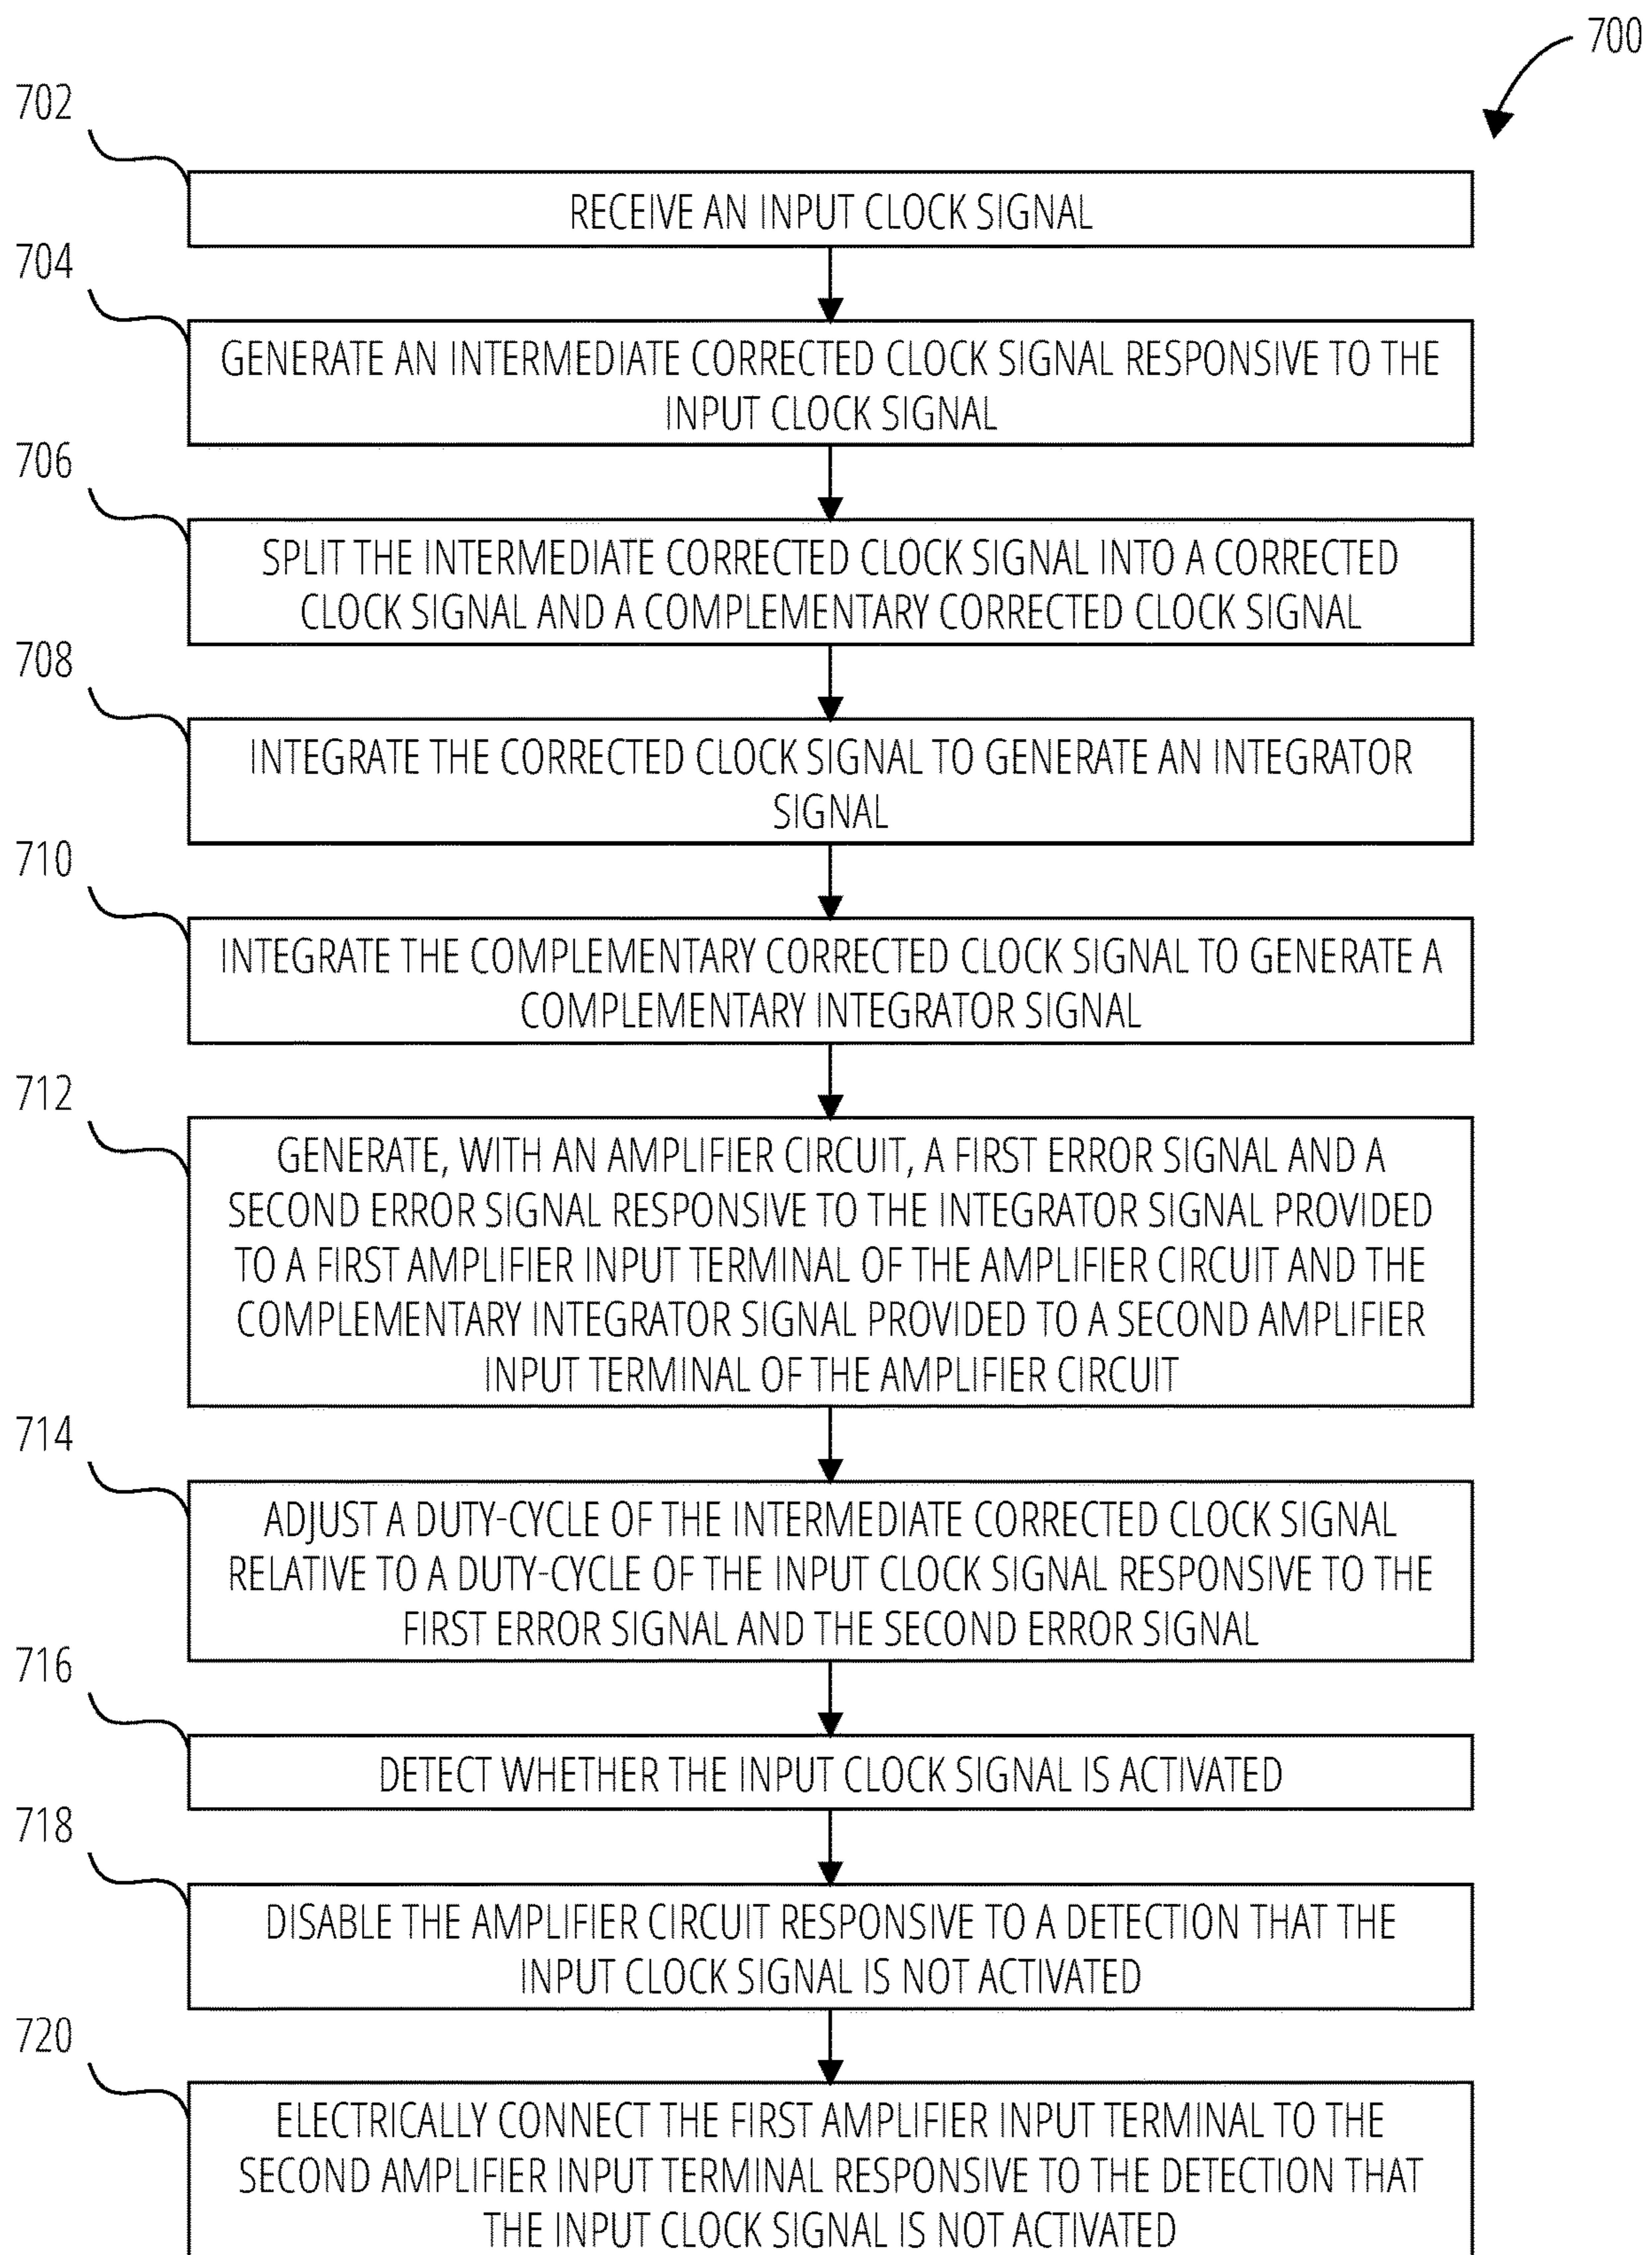 700
702
RECEIVE AN INPUT CLOCK SIGNAL
704
GENERATE AN INTERMEDIATE CORRECTED CLOCK SIGNAL RESPONSIVE TO THE
INPUT CLOCK SIGNAL
706
SPLIT THE INTERMEDIATE CORRECTED CLOCK SIGNAL INTO A CORRECTED
CLOCK SIGNAL AND A COMPLEMENTARY CORRECTED CLOCK SIGNAL
708
INTEGRATE THE CORRECTED CLOCK SIGNAL TO GENERATE AN INTEGRATOR
SIGNAL
710
INTEGRATE THE COMPLEMENTARY CORRECTED CLOCK SIGNAL TO GENERATE A
COMPLEMENTARY INTEGRATOR SIGNAL
712
GENERATE, WITH AN AMPLIFIER CIRCUIT, A FIRST ERROR SIGNAL AND A
SECOND ERROR SIGNAL RESPONSIVE TO THE INTEGRATOR SIGNAL PROVIDED
TO A FIRST AMPLIFIER INPUT TERMINAL OF THE AMPLIFIER CIRCUIT AND THE
COMPLEMENTARY INTEGRATOR SIGNAL PROVIDED TO A SECOND AMPLIFIER
INPUT TERMINAL OF THE AMPLIFIER CIRCUIT
714
ADJUST A DUTY-CYCLE OF THE INTERMEDIATE CORRECTED CLOCK SIGNAL
RELATIVE TO A DUTY-CYCLE OF THE INPUT CLOCK SIGNAL RESPONSIVE TO THE
FIRST ERROR SIGNAL AND THE SECOND ERROR SIGNAL
716
DETECT WHETHER THE INPUT CLOCK SIGNAL IS ACTIVATED
718
DISABLE THE AMPLIFIER CIRCUIT RESPONSIVE TO A DETECTION THAT THE
INPUT CLOCK SIGNAL IS NOT ACTIVATED
720
ELECTRICALLY CONNECT THE FIRST AMPLIFIER INPUT TERMINAL TO THE
SECOND AMPLIFIER INPUT TERMINAL RESPONSIVE TO THE DETECTION THAT
THE INPUT CLOCK SIGNAL IS NOT ACTIVATED